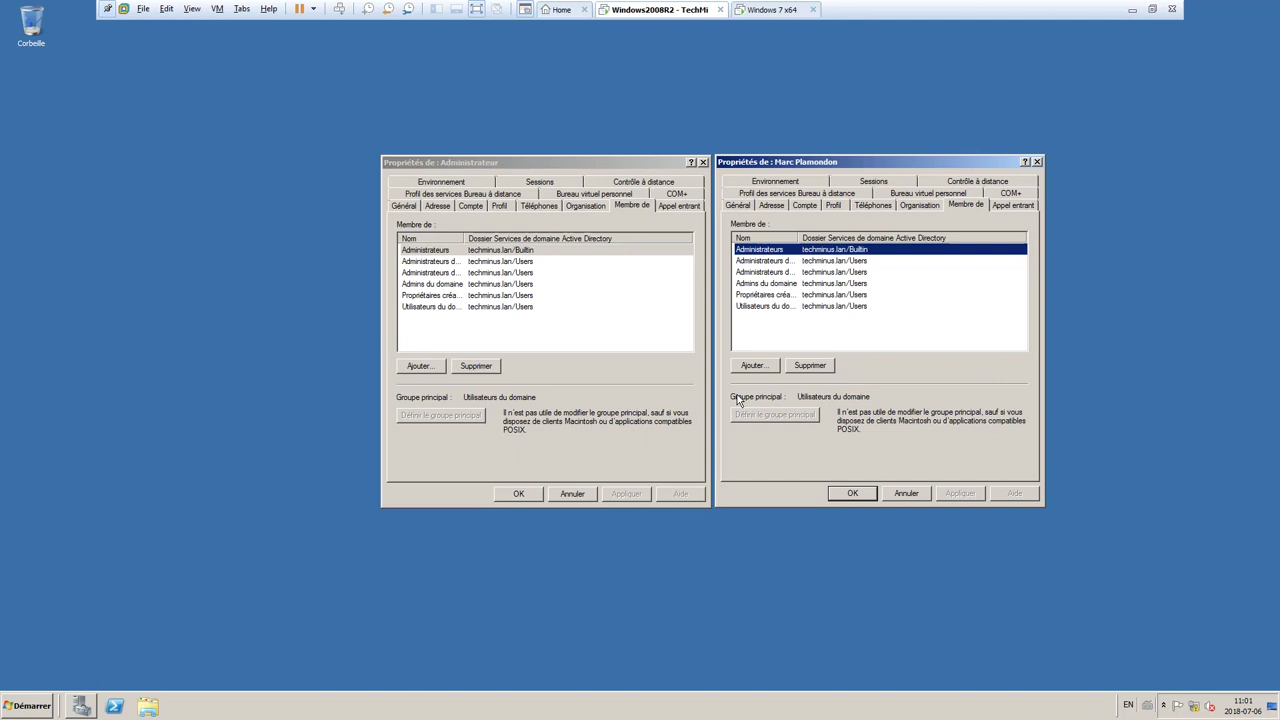 File Edit View VM Tabs Help Home Windows2008R2 - TechMi Windows 7 x64
Corbeille
Propriétés de : Administrateur
Environnement Sessions Contrôle à distance
Profil des services Bureau à distance Bureau virtuel personnel COM+
Général Adresse Compte Profil Téléphones Organisation Membre de Appel entrant
Membre de :
Nom Dossier Services de domaine Active Directory
Administrateurs techminus.lan/Builtin
Administrateurs d... techminus.lan/Users
Administrateurs d... techminus.lan/Users
Admins du domaine techminus.lan/Users
Propriétaires créa... techminus.lan/Users
Utilisateurs du do... techminus.lan/Users
Ajouter... Supprimer
Groupe principal : Utilisateurs du domaine
Définir le groupe principal
Il n'est pas utile de modifier le groupe principal, sauf si vous
disposez de clients Macintosh ou d'applications compatibles
POSIX.
OK Annuler Appliquer Aide
Propriétés de : Marc Plamondon
Environnement Sessions Contrôle à distance
Profil des services Bureau à distance Bureau virtuel personnel COM+
Général Adresse Compte Profil Téléphones Organisation Membre de Appel entrant
Membre de :
Nom Dossier Services de domaine Active Directory
Administrateurs techminus.lan/Builtin
Administrateurs d... techminus.lan/Users
Administrateurs d... techminus.lan/Users
Admins du domaine techminus.lan/Users
Propriétaires créa... techminus.lan/Users
Utilisateurs du do... techminus.lan/Users
Ajouter... Supprimer
Groupe principal : Utilisateurs du domaine
Définir le groupe principal
Il n'est pas utile de modifier le groupe principal, sauf si vous
disposez de clients Macintosh ou d'applications compatibles
POSIX.
OK Annuler Appliquer Aide
Démarrer
EN
11:01
2018-07-06